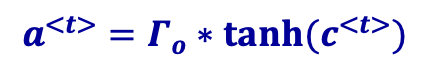 a<t> = Γₒ * tanh(c<t>)